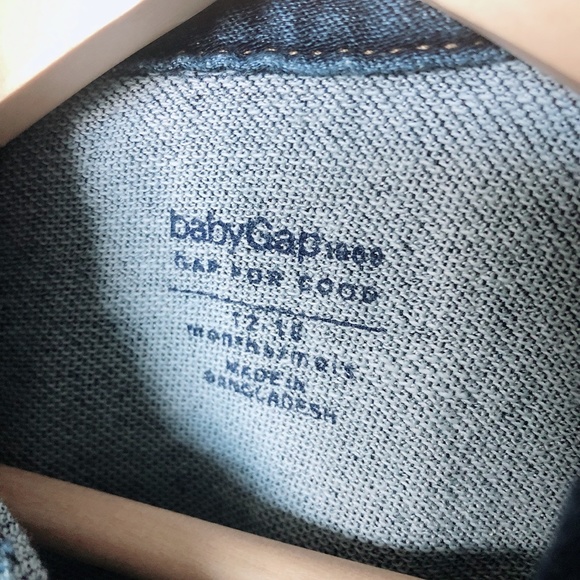 babyGap 1969
GAP FOR GOOD
12-18
months/mois
MADE IN
BANGLADESH